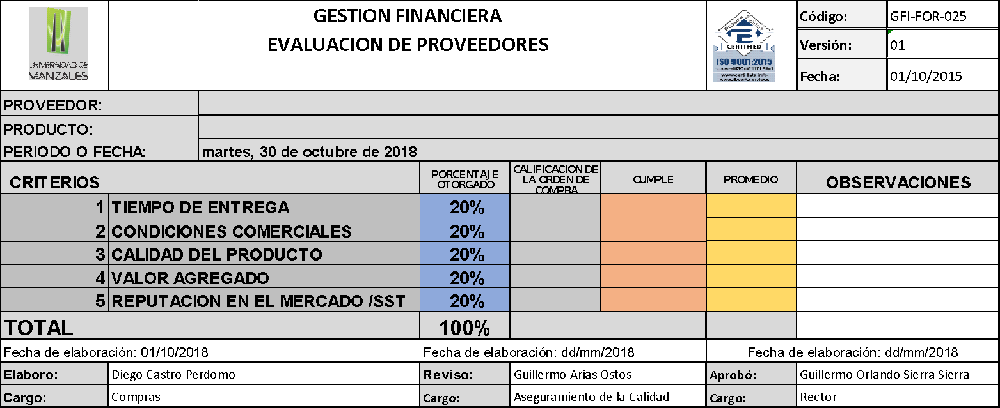 UNIVERSIDAD DE
MANIZALES
GESTION FINANCIERA
EVALUACION DE PROVEEDORES
CERTIFIED
ISO 9001:2015
Código: GFI-FOR-025
Versión: 01
Fecha: 01/10/2015
PROVEEDOR:
PRODUCTO:
PERIODO O FECHA: martes, 30 de octubre de 2018
CRITERIOS PORCENTAJE OTORGADO CALIFICACION DE LA ORDEN DE COMPRA CUMPLE PROMEDIO OBSERVACIONES
1 TIEMPO DE ENTREGA 20%
2 CONDICIONES COMERCIALES 20%
3 CALIDAD DEL PRODUCTO 20%
4 VALOR AGREGADO 20%
5 REPUTACION EN EL MERCADO /SST 20%
TOTAL 100%
Fecha de elaboración: 01/10/2018 Fecha de elaboración: dd/mm/2018 Fecha de elaboración: dd/mm/2018
Elaboro: Diego Castro Perdomo Reviso: Guillermo Arias Ostos Aprobó: Guillermo Orlando Sierra Sierra
Cargo: Compras Cargo: Aseguramiento de la Calidad Cargo: Rector